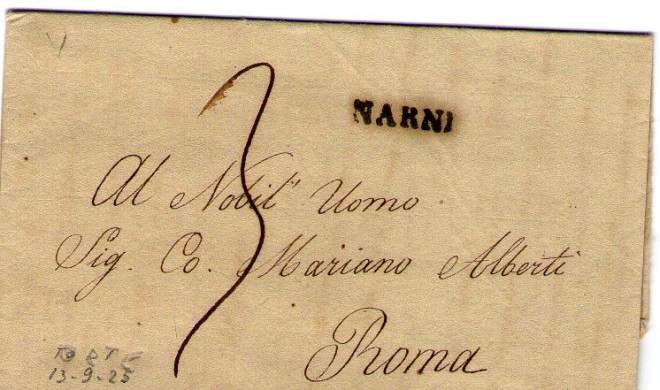 NARNI
3
Al Nobil" Uomo
Sig. Co. Mariano Alberti
Roma
13-9-25